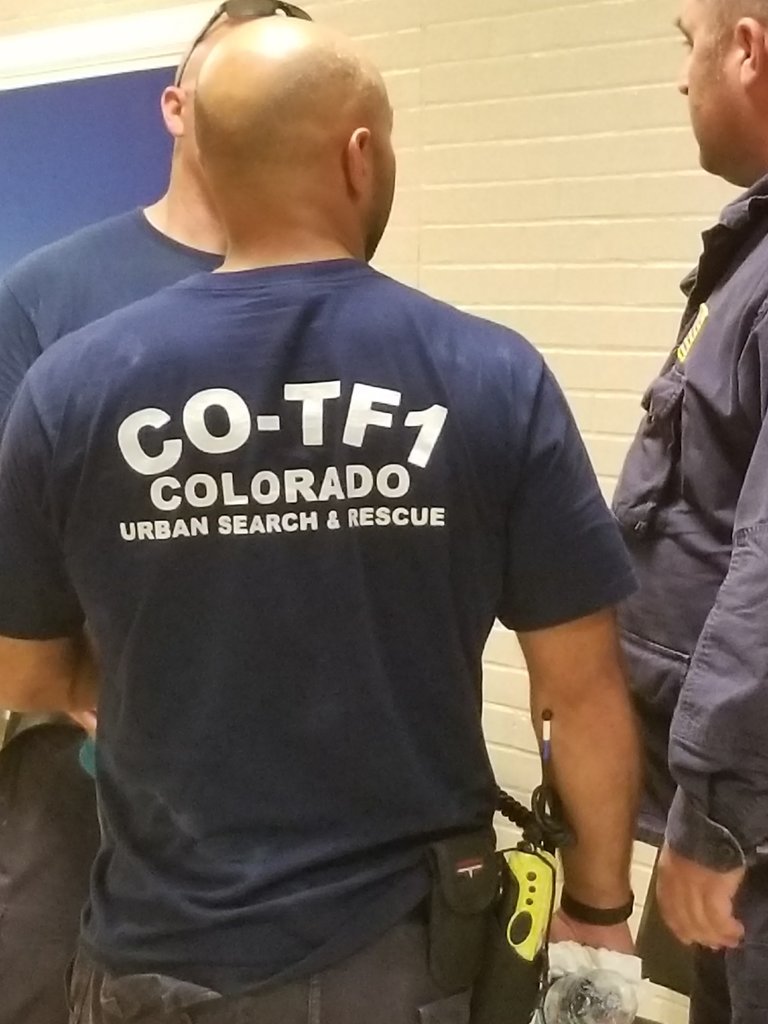 CO-TF1
COLORADO
URBAN SEARCH & RESCUE